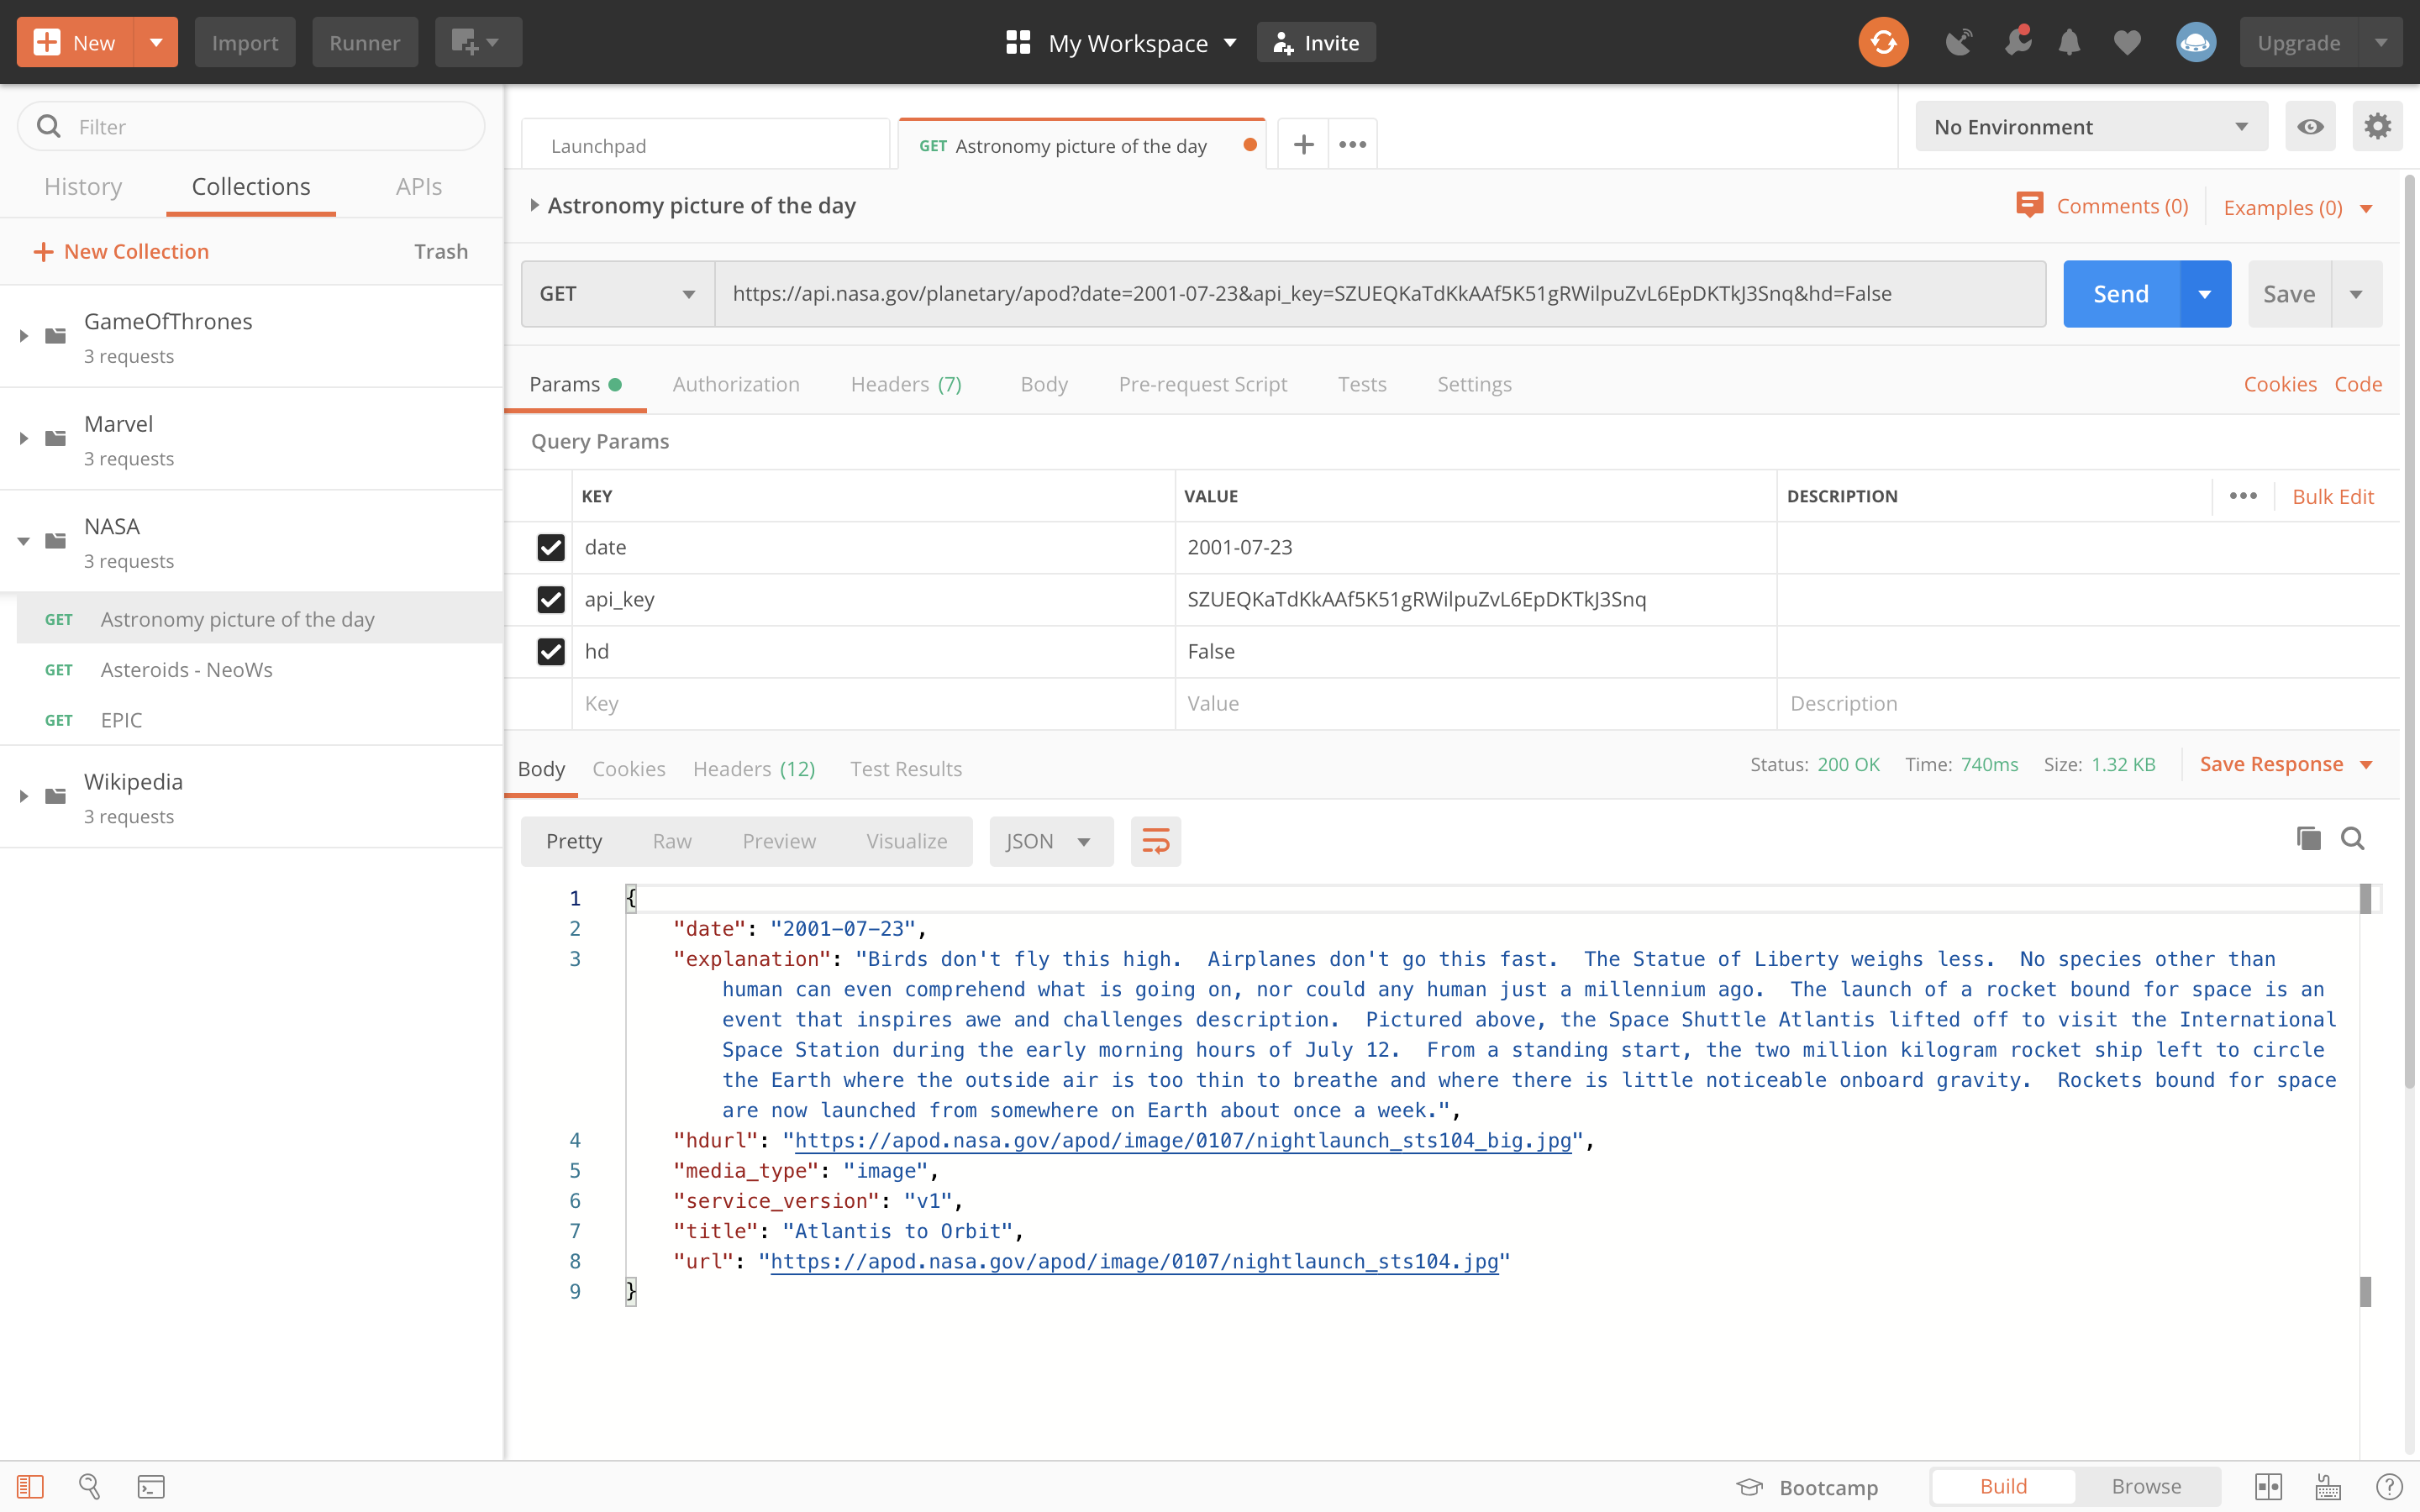 New Import Runner My Workspace Invite Upgrade
Filter
History Collections APIs
New Collection Trash
GameOfThrones
3 requests
Marvel
3 requests
NASA
3 requests
GET Astronomy picture of the day
GET Asteroids - NeoWs
GET EPIC
Wikipedia
3 requests
Launchpad GET Astronomy picture of the day No Environment
Astronomy picture of the day Comments (0) Examples (0)
GET https://api.nasa.gov/planetary/apod?date=2001-07-23&api_key=SZUEQKaTdKkAAf5K51gRWilpuZvL6EpDKTkJ3Snq&hd=False Send Save
Params Authorization Headers (7) Body Pre-request Script Tests Settings Cookies Code
Query Params
KEY VALUE DESCRIPTION Bulk Edit
date 2001-07-23
api_key SZUEQKaTdKkAAf5K51gRWilpuZvL6EpDKTkJ3Snq
hd False
Key Value Description
Body Cookies Headers (12) Test Results Status: 200 OK Time: 740ms Size: 1.32 KB Save Response
Pretty Raw Preview Visualize JSON
1 {
2 "date": "2001-07-23",
3 "explanation": "Birds don't fly this high.  Airplanes don't go this fast.  The Statue of Liberty weighs less.  No species other than
human can even comprehend what is going on, nor could any human just a millennium ago.  The launch of a rocket bound for space is an
event that inspires awe and challenges description.  Pictured above, the Space Shuttle Atlantis lifted off to visit the International
Space Station during the early morning hours of July 12.  From a standing start, the two million kilogram rocket ship left to circle
the Earth where the outside air is too thin to breathe and where there is little noticeable onboard gravity.  Rockets bound for space
are now launched from somewhere on Earth about once a week.",
4 "hdurl": "https://apod.nasa.gov/apod/image/0107/nightlaunch_sts104_big.jpg",
5 "media_type": "image",
6 "service_version": "v1",
7 "title": "Atlantis to Orbit",
8 "url": "https://apod.nasa.gov/apod/image/0107/nightlaunch_sts104.jpg"
9 }
Bootcamp Build Browse